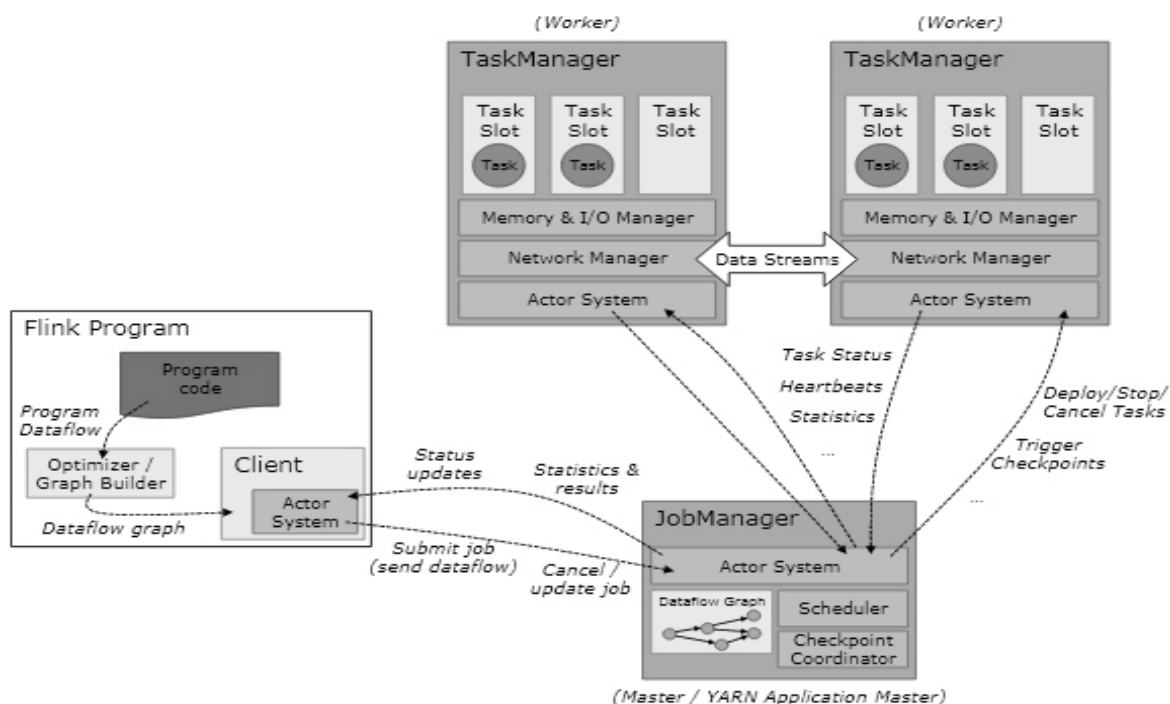 (Worker)
(Worker)
TaskManager
TaskManager
Task
Slot
Task
Slot
Task
Slot
Task
Slot
Task
Slot
Task
Slot
Task
Task
Task
Task
Memory & I/O Manager
Memory & I/O Manager
Network Manager
Data Streams
Network Manager
Actor System
Actor System
Flink Program
Program
code
Program
Dataflow
Optimizer /
Graph Builder
Dataflow graph
Client
Actor
System
Task Status
Heartbeats
Statistics
...
Deploy/Stop/
Cancel Tasks
Trigger
Checkpoints
...
Status
updates
Statistics &
results
Submit job
(send dataflow)
Cancel /
update job
JobManager
Actor System
Dataflow Graph
Scheduler
Checkpoint
Coordinator
(Master / YARN Application Master)